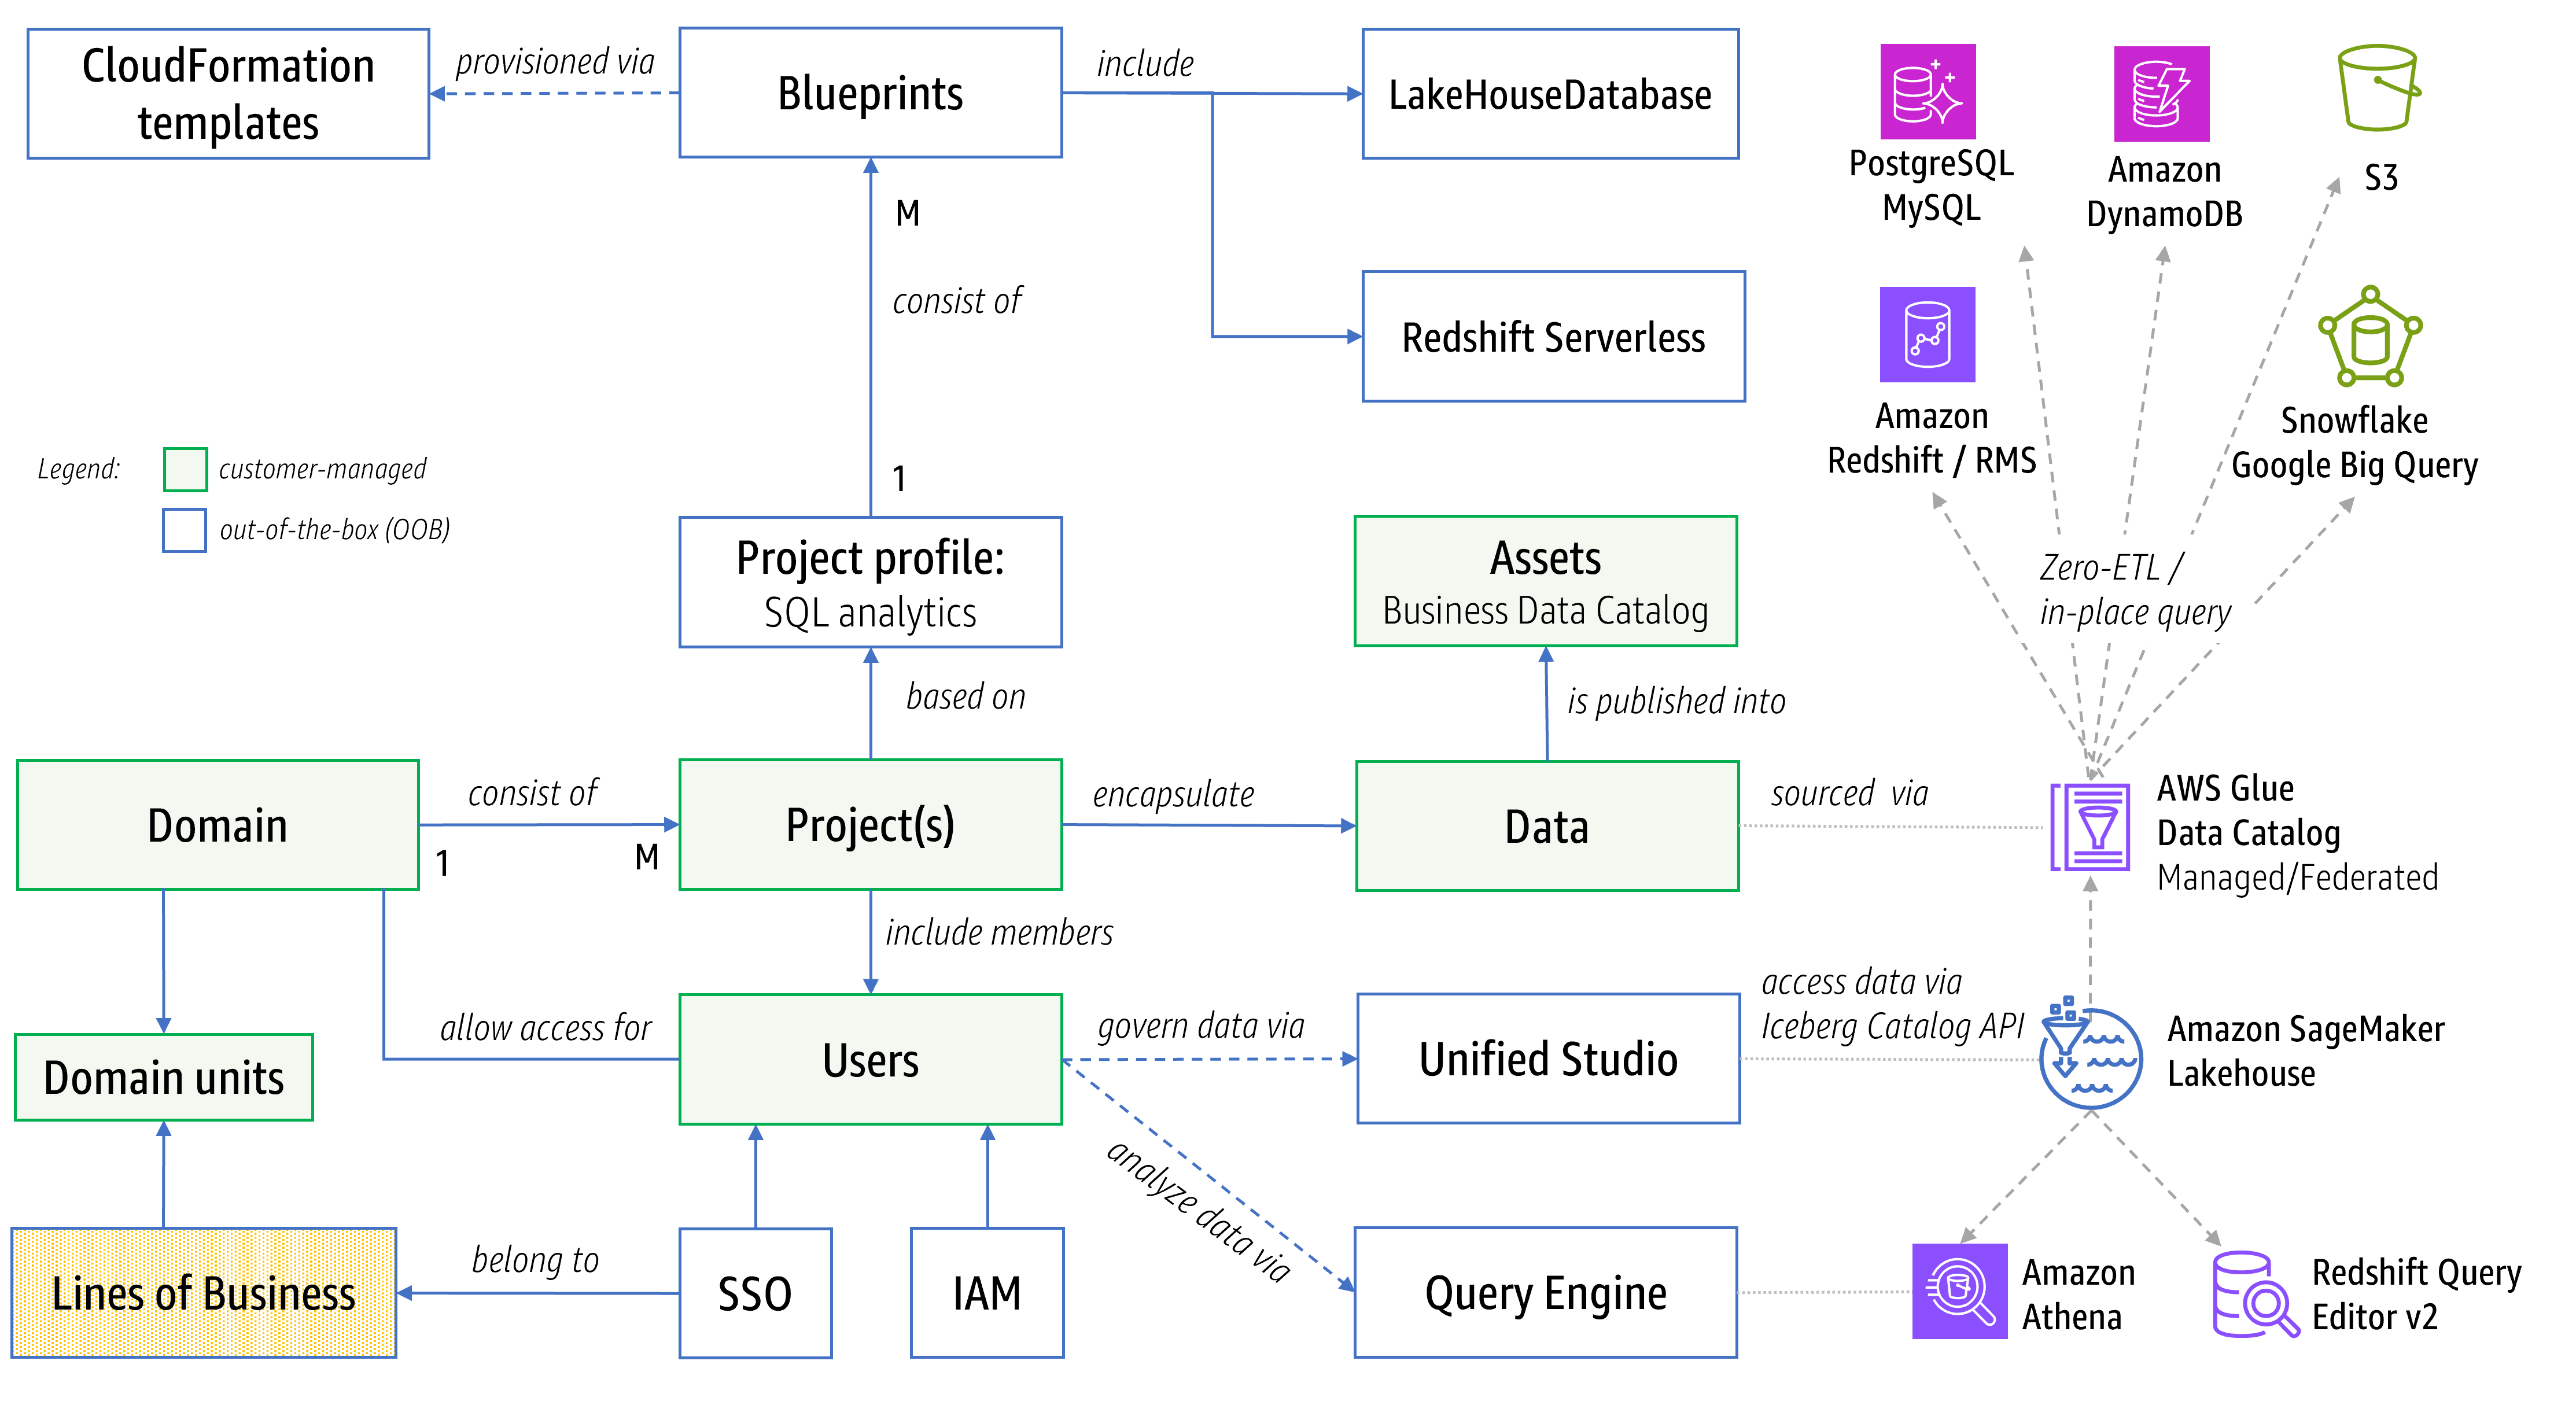 CloudFormation
templates
provisioned via
Blueprints
include
LakeHouseDatabase
PostgreSQL
MySQL
Amazon
DynamoDB
S3
M
consist of
1
Redshift Serverless
Amazon
Redshift / RMS
Snowflake
Google Big Query
Legend:
customer-managed
out-of-the-box (OOB)
Project profile:
SQL analytics
Assets
Business Data Catalog
Zero-ETL /
in-place query
based on
is published into
Domain
consist of
1
M
Project(s)
encapsulate
Data
sourced via
AWS Glue
Data Catalog
Managed/Federated
include members
Domain units
allow access for
Users
govern data via
Unified Studio
access data via
Iceberg Catalog API
Amazon SageMaker
Lakehouse
analyze data via
Lines of Business
belong to
SSO
IAM
Query Engine
Amazon
Athena
Redshift Query
Editor v2